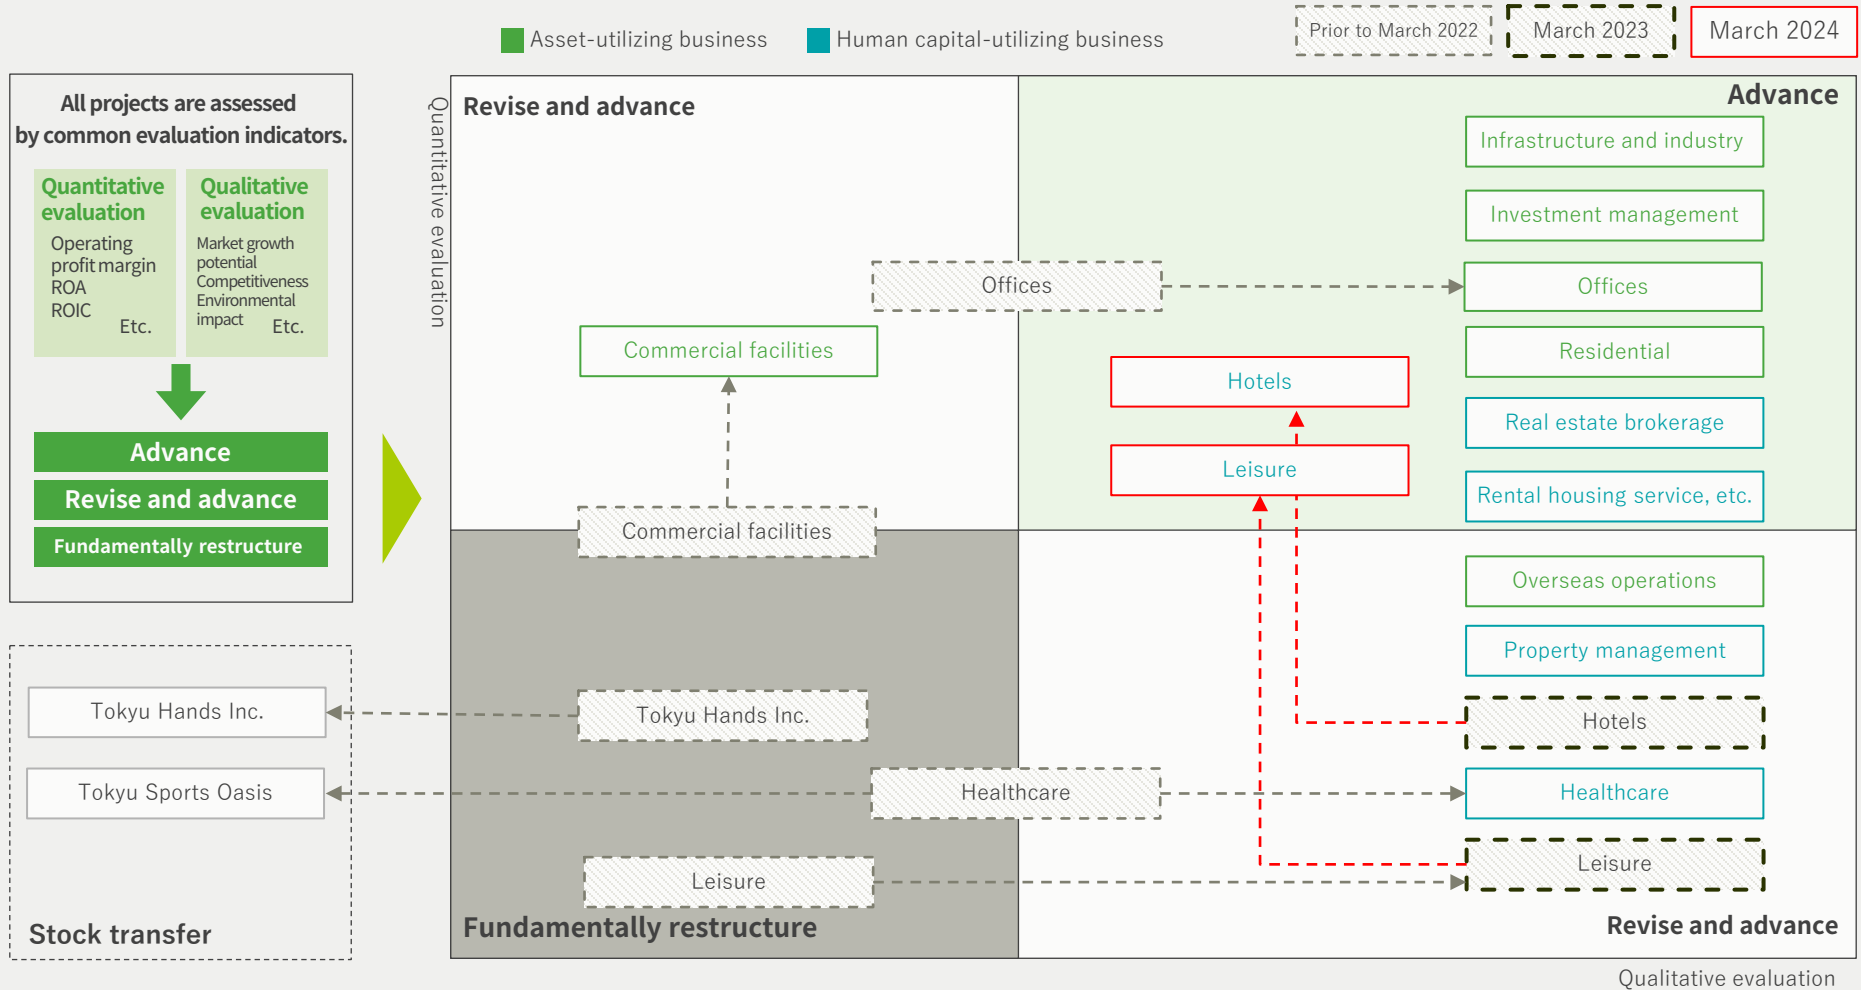 Asset-utilizing business
Human capital-utilizing business
Prior to March 2022
March 2023
March 2024
All projects are assessed
by common evaluation indicators.
Quantitative
evaluation
Operating
profit margin
ROA
ROIC
Etc.
Qualitative
evaluation
Market growth
potential
Competitiveness
Environmental
impact
Etc.
Advance
Revise and advance
Fundamentally restructure
Quantitative evaluation
Revise and advance
Advance
Infrastructure and industry
Investment management
Offices
Offices
Commercial facilities
Residential
Hotels
Real estate brokerage
Leisure
Rental housing service, etc.
Commercial facilities
Overseas operations
Property management
Tokyu Hands Inc.
Tokyu Hands Inc.
Hotels
Tokyu Sports Oasis
Healthcare
Healthcare
Leisure
Leisure
Stock transfer
Fundamentally restructure
Revise and advance
Qualitative evaluation